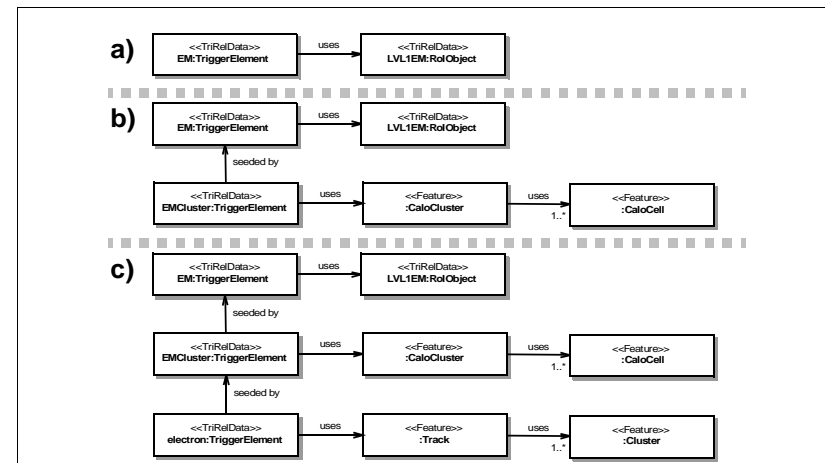 a)
<<TriRelData>>
EM:TriggerElement
uses
<<TriRelData>>
LVL1EM:RoIObject
b)
<<TriRelData>>
EM:TriggerElement
uses
<<TriRelData>>
LVL1EM:RoIObject
seeded by
<<TriRelData>>
EMCluster:TriggerElement
uses
<<Feature>>
:CaloCluster
uses
1..*
<<Feature>>
:CaloCell
c)
<<TriRelData>>
EM:TriggerElement
uses
<<TriRelData>>
LVL1EM:RoIObject
seeded by
<<TriRelData>>
EMCluster:TriggerElement
uses
<<Feature>>
:CaloCluster
uses
1..*
<<Feature>>
:CaloCell
seeded by
<<TriRelData>>
electron:TriggerElement
uses
<<Feature>>
:Track
uses
1..*
<<Feature>>
:Cluster